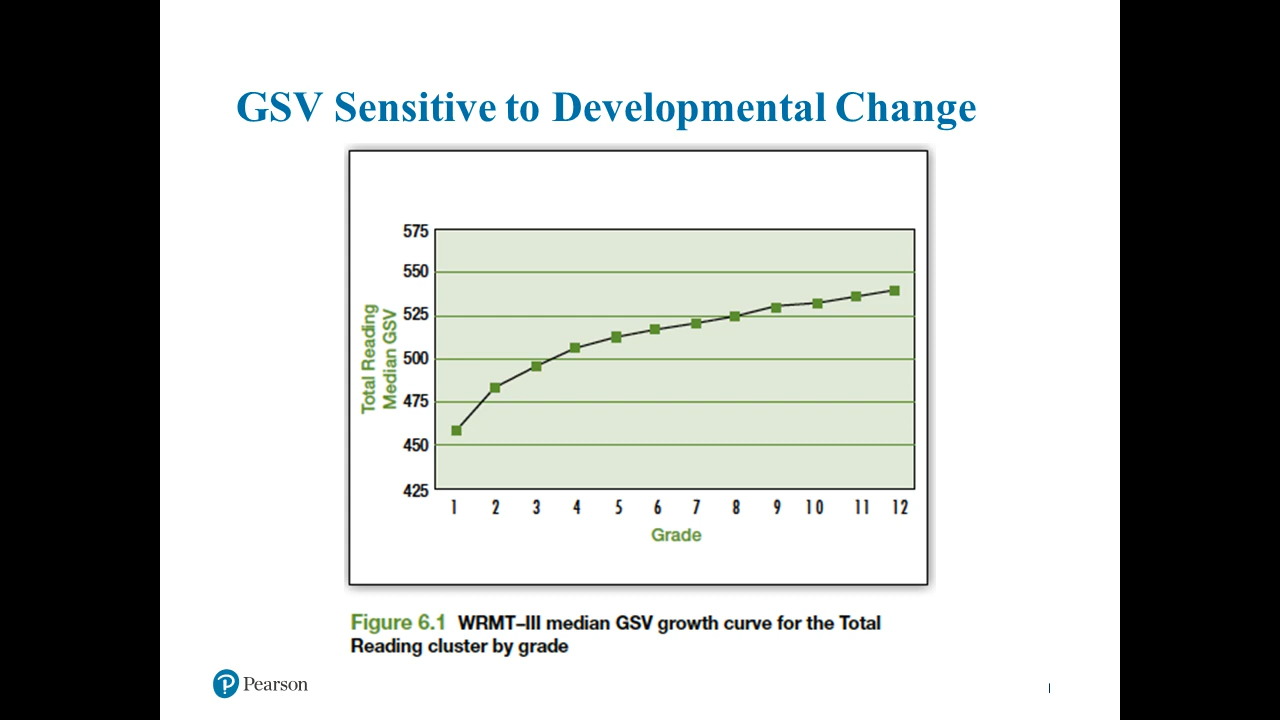 GSV Sensitive to Developmental Change
575
550
525
500
475
450
425
Total Reading
Median GSV
1 2 3 4 5 6 7 8 9 10 11 12
Grade
Figure 6.1 WRMT–III median GSV growth curve for the Total
Reading cluster by grade
P Pearson
|